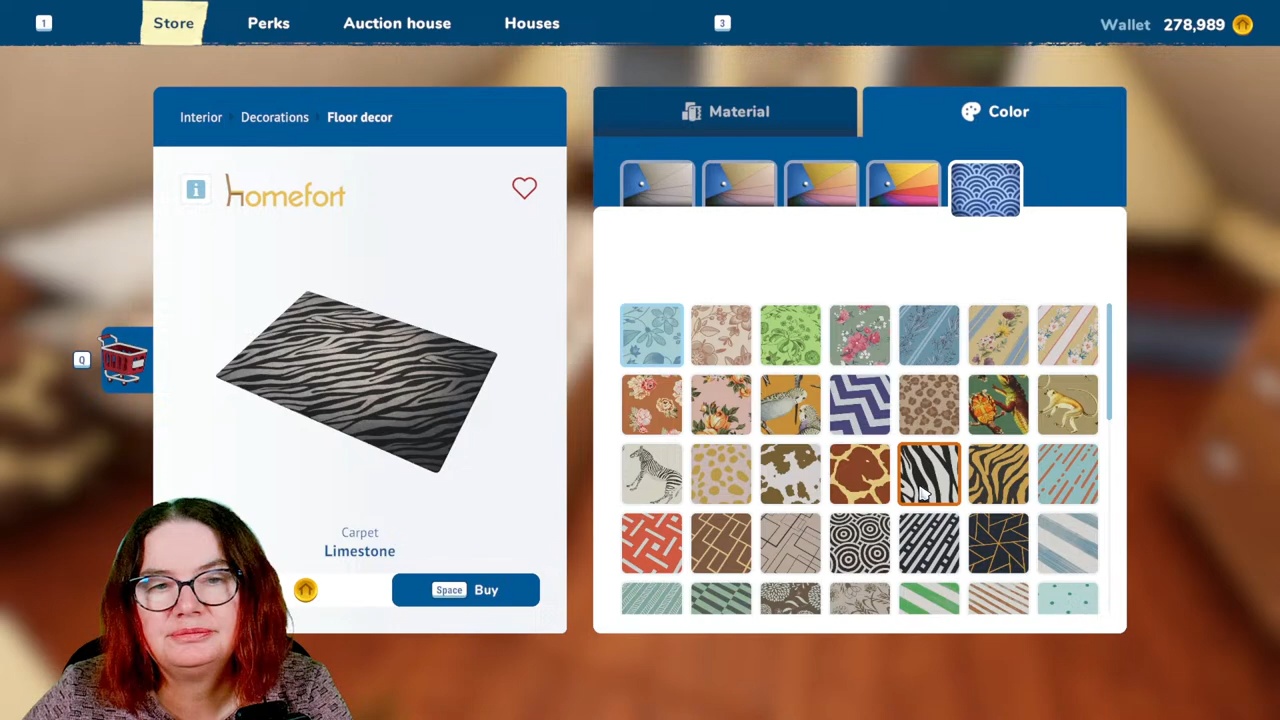 1
Store
Perks
Auction house
Houses
3
Wallet 278,989
Interior Decorations Floor decor
Material
Color
i
homefort
Q
Carpet
Limestone
Space Buy